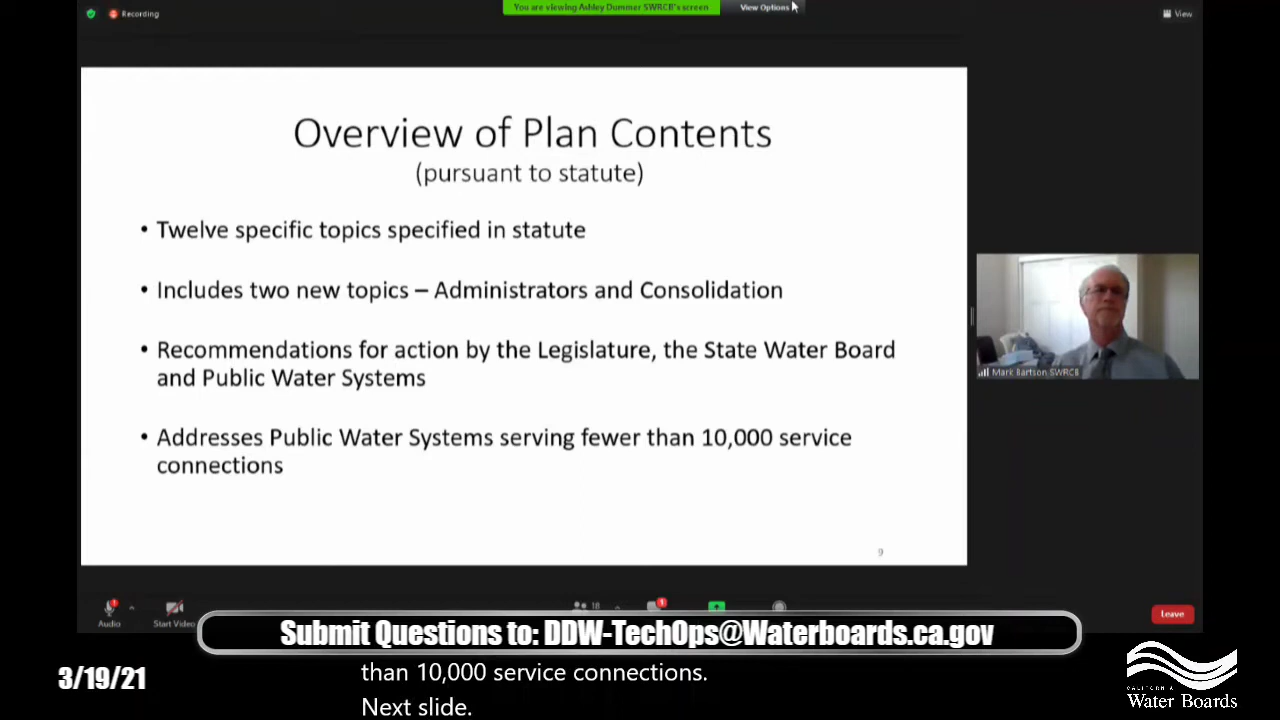 Recording
You are viewing Ashley Dummer SWRCB's screen
View Options
View
Overview of Plan Contents
(pursuant to statute)
• Twelve specific topics specified in statute
• Includes two new topics – Administrators and Consolidation
• Recommendations for action by the Legislature, the State Water Board
and Public Water Systems
• Addresses Public Water Systems serving fewer than 10,000 service
connections
9
Mark Bartson SWRCB
1
Audio
Start Video
18
1
Leave
Submit Questions to: DDW-TechOps@Waterboards.ca.gov
3/19/21
than 10,000 service connections.
Next slide.
CALIFORNIA
Water Boards